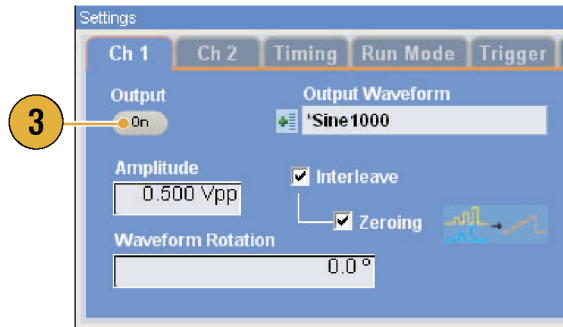 Settings
Ch 1 Ch 2 Timing Run Mode Trigger
Output Output Waveform
3 On *Sine1000
Amplitude
0.500 Vpp Interleave
Zeroing
Waveform Rotation
0.0 °